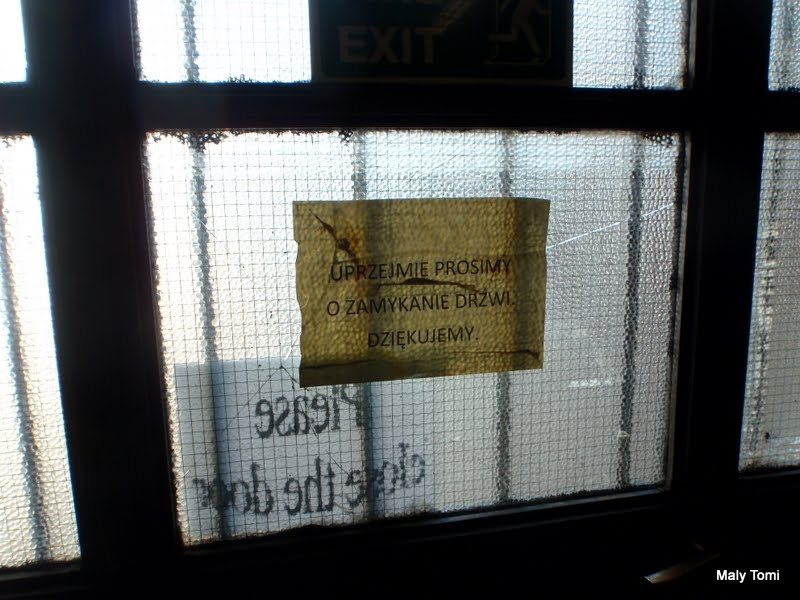 EXIT
UPRZEJMIE PROSIMY
O ZAMYKANIE DRZWI.
DZIĘKUJEMY.
Please
close the door
Maly Tomi